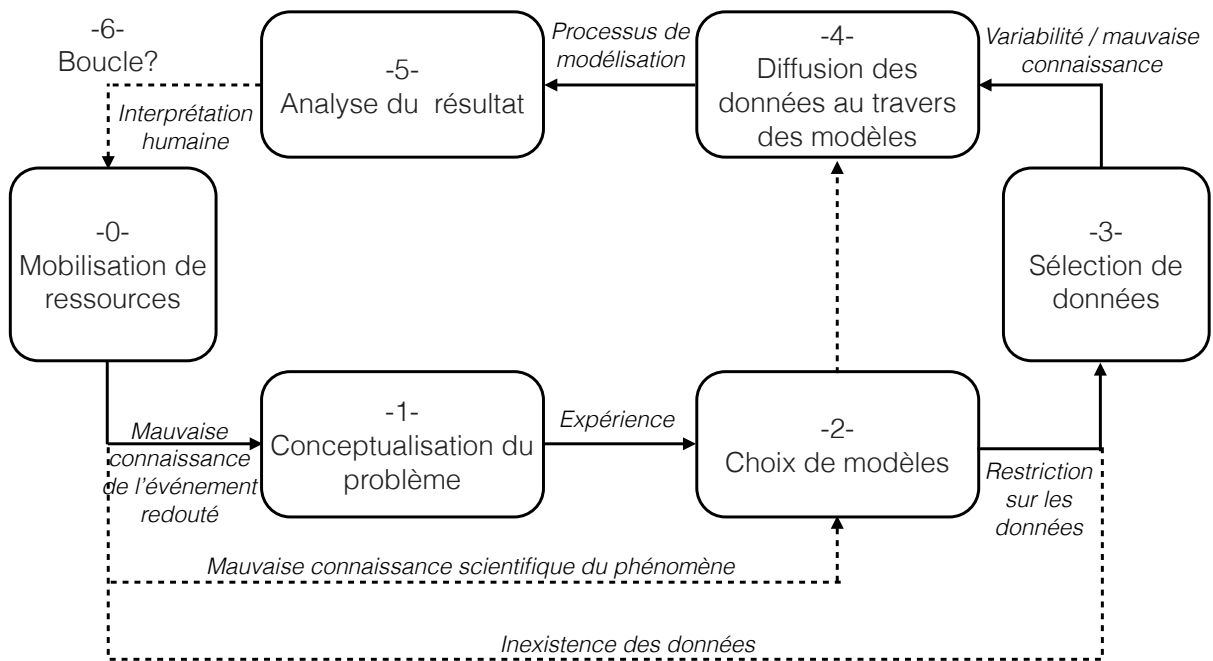 -6-
Boucle?
Interprétation
humaine
-5-
Analyse du résultat
Processus de
modélisation
-4-
Diffusion des
données au travers
des modèles
Variabilité / mauvaise
connaissance
-0-
Mobilisation de
ressources
-3-
Sélection de
données
Mauvaise
connaissance
de l'événement
redouté
-1-
Conceptualisation du
problème
Expérience
-2-
Choix de modèles
Restriction
sur les
données
Mauvaise connaissance scientifique du phénomène
Inexistence des données